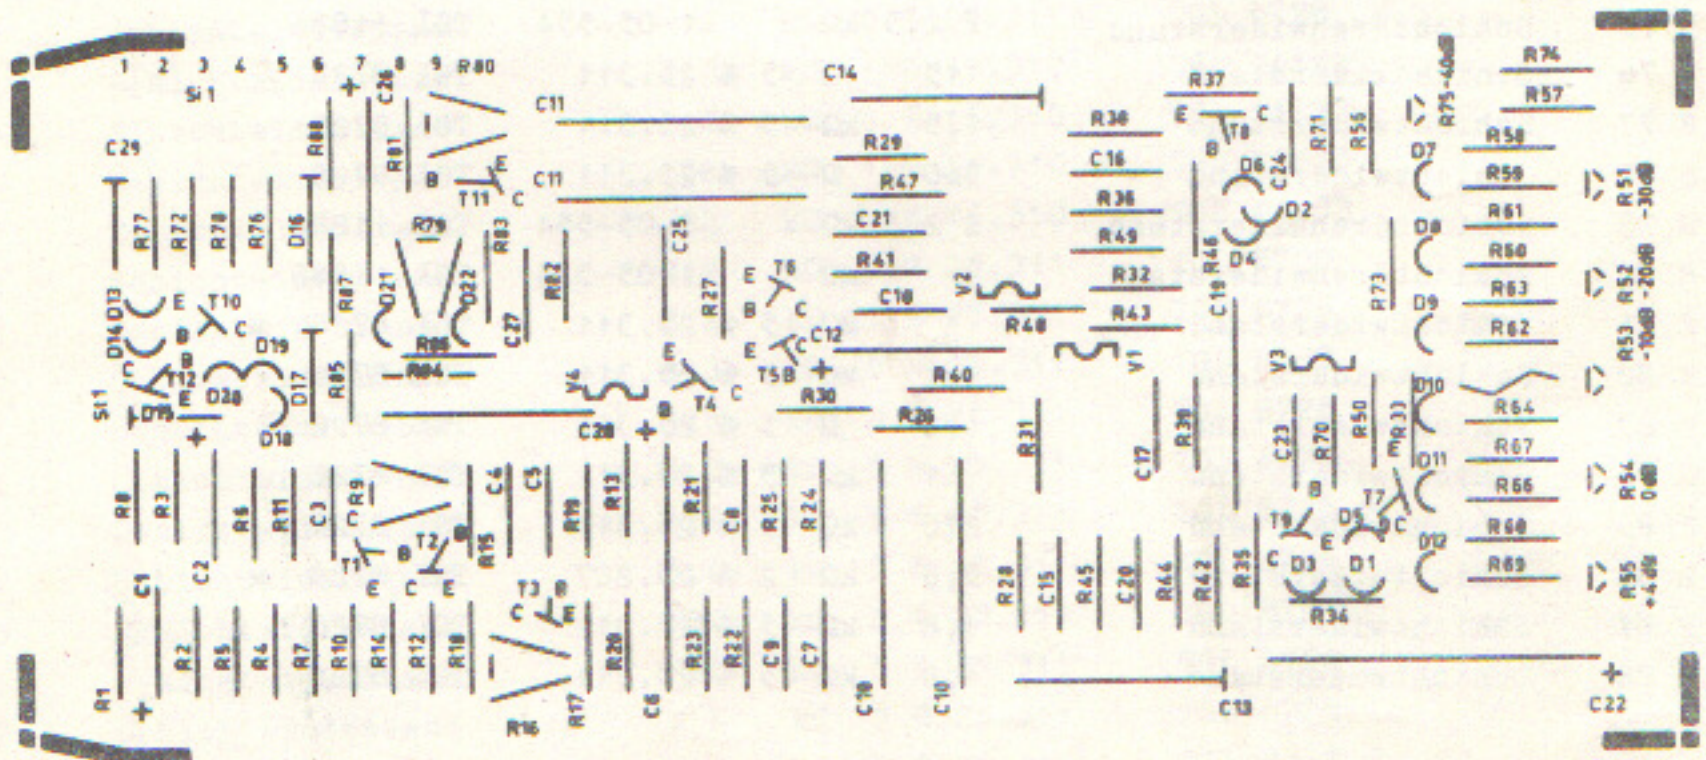 1 2 3 4 5 6 7 8 9 R80
Si1
+
C26
C11
C14
R37
R75 -40dB
R74
R57
C29
R88
R81
E
B
T11
C
C11
R29
R47
R38
C16
R36
E
C
T8
B
D6
C24
R71
R56
D7
R58
R59
R51
-30dB
R77
R72
R78
R76
D16
R79
R83
R82
C25
R27
C21
R41
R49
R32
R43
R46
D2
D4
R73
D8
R61
R60
R52
-20dB
D13
D14
E
T10
B
C
R87
D21
D22
C27
E
T6
B
C
C18
V2
R48
C19
D9
R63
R62
R53
-10dB
C
B
T12
E
St1
D15
D20
D19
D18
D17
R85
R84
V4
E
T4
C
B
E
C
T5
B
C12
+
R30
R40
R26
V1
V3
D10
R64
+
C28
+
R8
R3
C2
R6
R11
C3
R9
C4
C5
R19
R13
R21
C8
R25
R24
R31
C17
R39
C23
R70
R50
R33
E
D11
R67
R66
R54
0dB
C
T1
B
E
T2
B
C
E
R15
T9
B
C
E
D5
T7
B
C
D3
D1
D12
R68
R69
R55
+4dB
C1
R1
+
R2
R5
R4
R7
R10
R14
R12
R18
T3
B
C
E
R16
R17
R20
C6
R23
R22
C9
C7
C10
C10
R28
C15
R45
C20
R44
R42
R35
R34
C13
+
C22